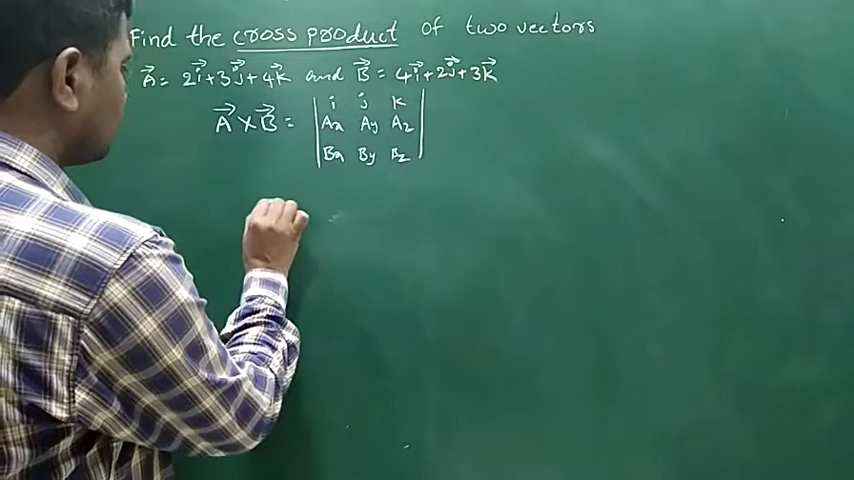 Find the cross product of two vectors
A⃗ = 2i⃗+3j⃗+4k⃗ and B⃗ = 4i⃗+2j⃗+3k⃗
A⃗ × B⃗ = | i j k |
| Ax Ay Az |
| Bx By Bz |